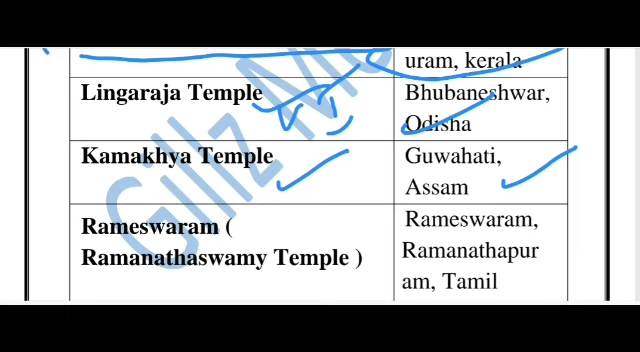 uram, kerala
Lingaraja Temple
Bhubaneshwar,
Odisha
Kamakhya Temple
Guwahati,
Assam
Rameswaram (
Ramanathaswamy Temple )
Rameswaram,
Ramanathapur
am, Tamil